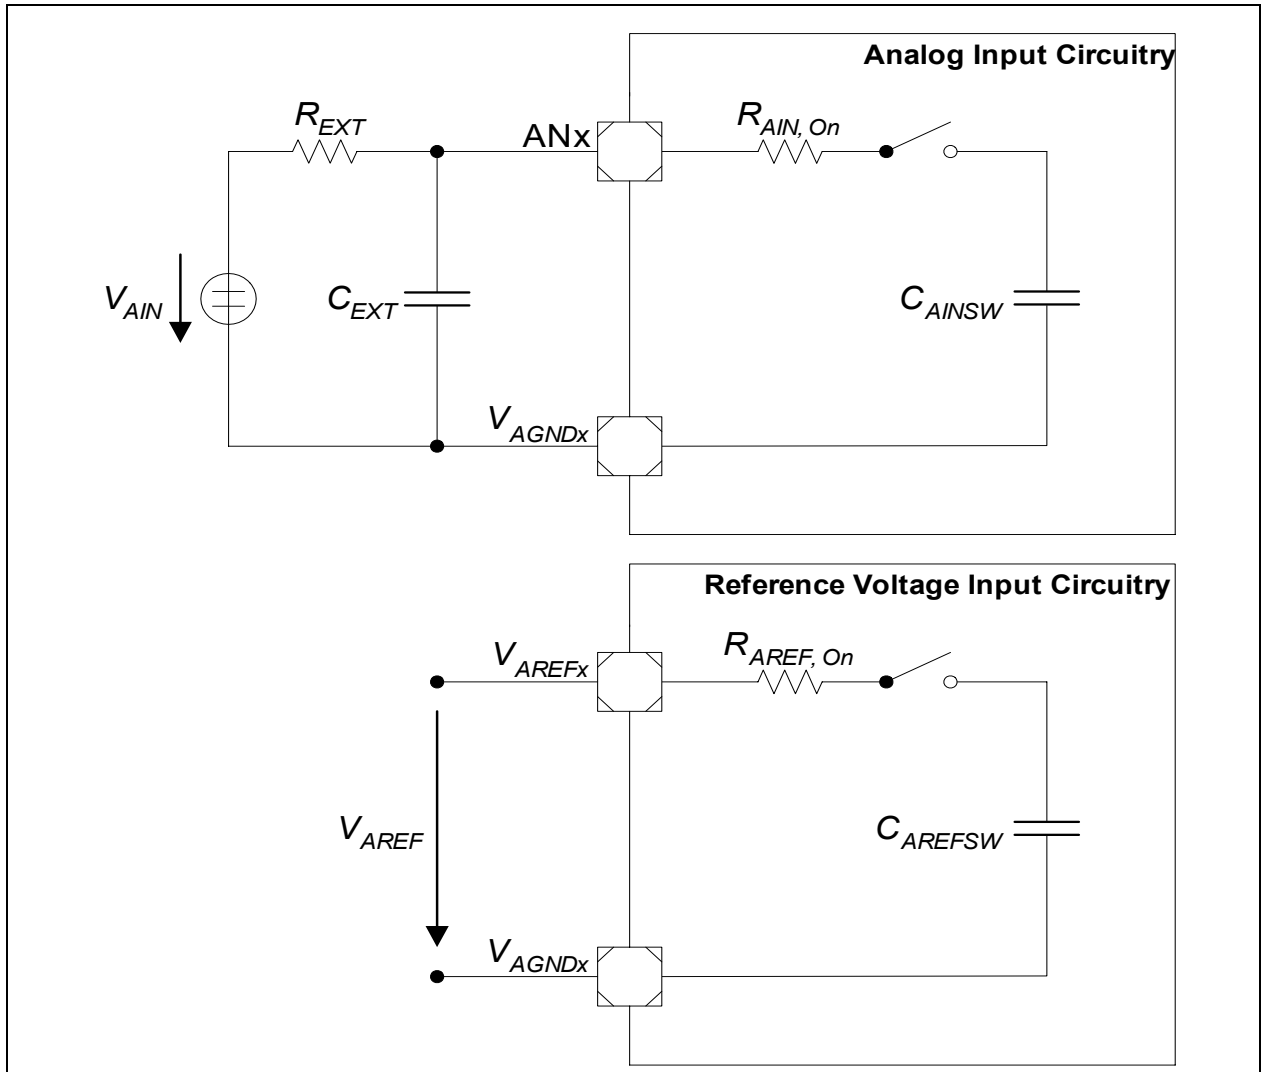 Analog Input Circuitry
R_EXT
ANx
R_AIN, On
V_AIN
C_EXT
C_AINSW
V_AGNDx
Reference Voltage Input Circuitry
V_AREFx
R_AREF, On
V_AREF
C_AREFSW
V_AGNDx